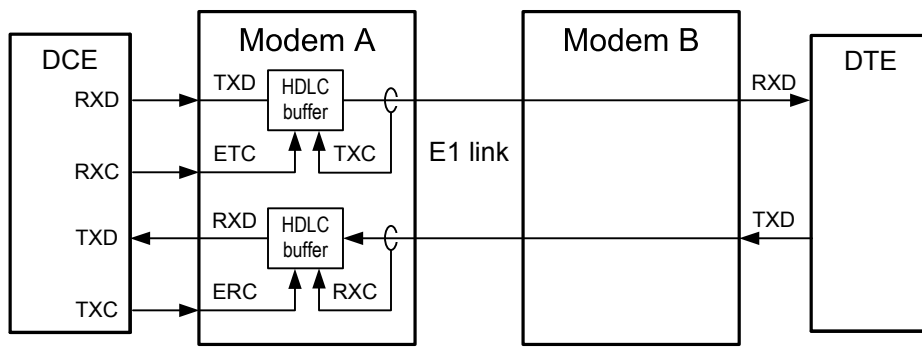 DCE
Modem A
Modem B
DTE
RXD
TXD
HDLC
buffer
RXD
RXC
ETC
TXC
E1 link
TXD
RXD
HDLC
buffer
TXD
TXC
ERC
RXC